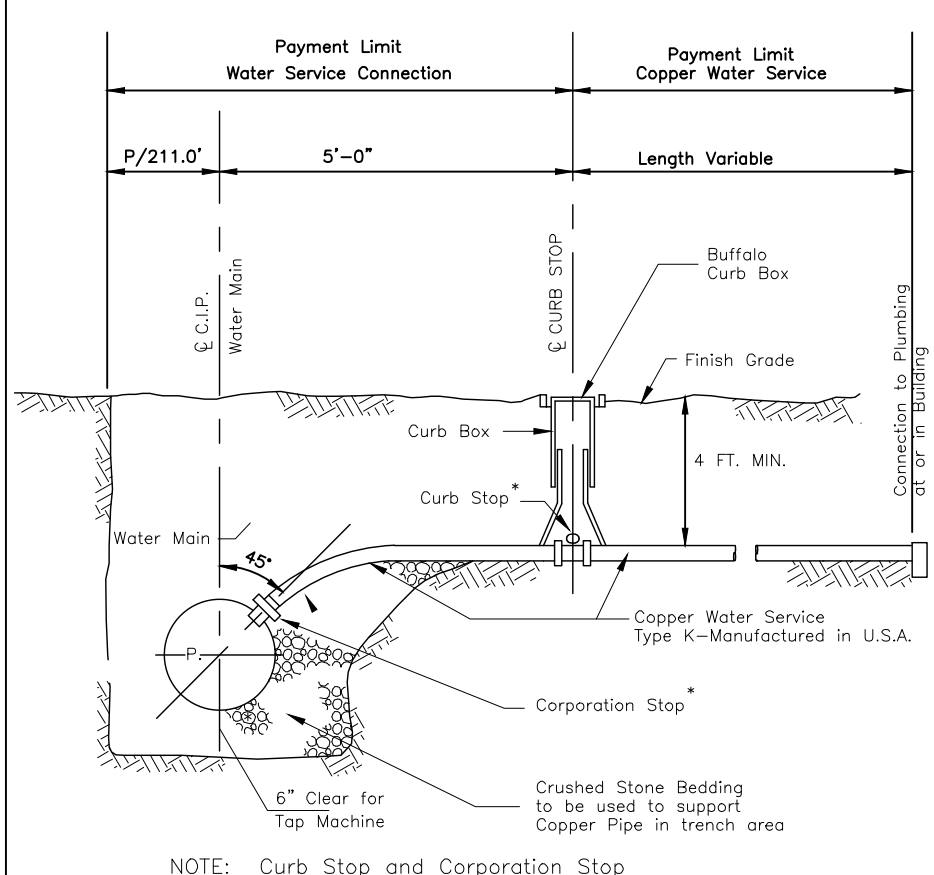 Payment Limit
Water Service Connection
Payment Limit
Copper Water Service
P/211.0'
5'-0"
Length Variable
℄ C.I.P.
Water Main
℄ CURB STOP
Buffalo
Curb Box
Finish Grade
Connection to Plumbing
at or in Building
Curb Box
4 FT. MIN.
Curb Stop*
Water Main
45°
Copper Water Service
Type K-Manufactured in U.S.A.
P.
Corporation Stop*
*
6" Clear for
Tap Machine
Crushed Stone Bedding
to be used to support
Copper Pipe in trench area
NOTE: Curb Stop and Corporation Stop